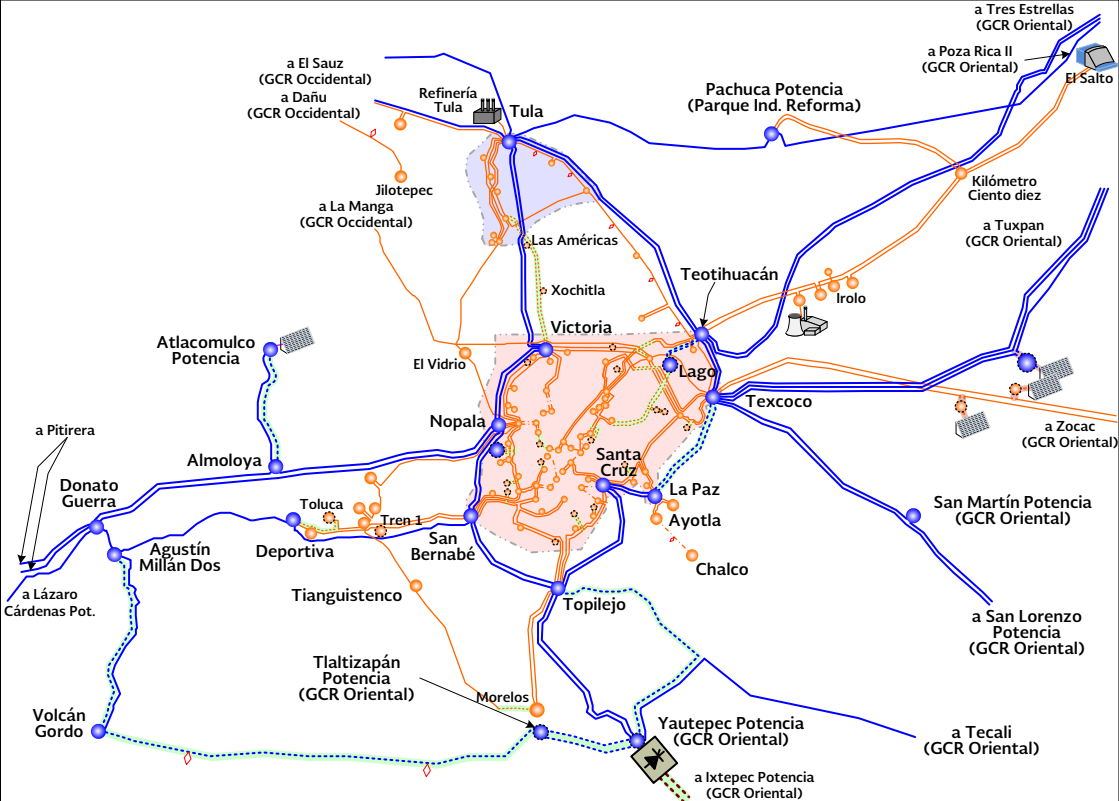 a Tres Estrellas
(GCR Oriental)
a Poza Rica II
(GCR Oriental)
El Salto
a El Sauz
(GCR Occidental)
a Dañu
(GCR Occidental)
Refinería
Tula
Tula
Pachuca Potencia
(Parque Ind. Reforma)
Jilotepec
Kilómetro
Ciento diez
a La Manga
(GCR Occidental)
a Tuxpan
(GCR Oriental)
Las Américas
Teotihuacán
Xochitla
Irolo
Victoria
Atlacomulco
Potencia
El Vidrio
Lago
Texcoco
Nopala
a Zocac
(GCR Oriental)
a Pitirera
Almoloya
Santa
Cruz
Donato
Guerra
La Paz
Toluca
Tren 1
Ayotla
San Martín Potencia
(GCR Oriental)
Agustín
Millán Dos
Deportiva
San
Bernabé
Chalco
a Lázaro
Cárdenas Pot.
Tianguistenco
Topilejo
a San Lorenzo
Potencia
(GCR Oriental)
Tlaltizapán
Potencia
(GCR Oriental)
Morelos
Volcán
Gordo
Yautepec Potencia
(GCR Oriental)
a Tecali
(GCR Oriental)
a Ixtepec Potencia
(GCR Oriental)